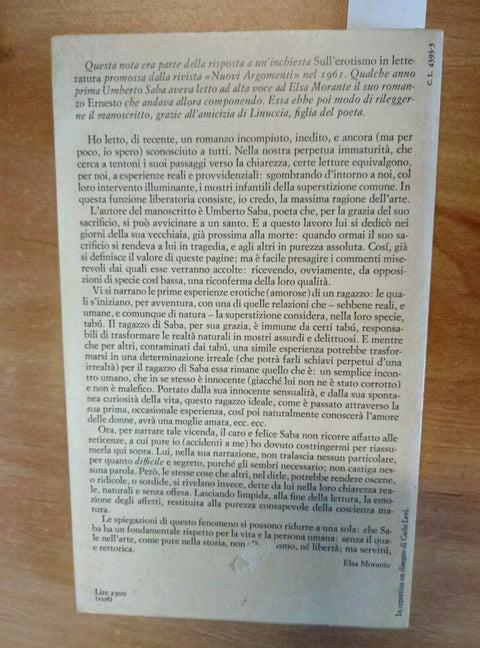 Questa nota era parte della risposta a un'inchiesta Sull'erotismo in lette-
ratura promossa dalla rivista «Nuovi Argomenti» nel 1961. Qualche anno
prima Umberto Saba aveva letto ad alta voce ad Elsa Morante il suo roman-
zo Ernesto che andava allora componendo. Essa ebbe poi modo di rilegger-
ne il manoscritto, grazie all'amicizia di Linuccia, figlia del poeta.
Ho letto, di recente, un romanzo incompiuto, inedito, e ancora (ma per
poco, io spero) sconosciuto a tutti. Nella nostra perpetua immaturità, che
cerca a tentoni i suoi passaggi verso la chiarezza, certe letture equivalgono,
per noi, a esperienze reali e provvidenziali: sgombrando d'intorno a noi, col
loro intervento illuminante, i mostri infantili della superstizione comune. In
questa funzione liberatoria consiste, io credo, la massima ragione dell'arte.
L'autore del manoscritto è Umberto Saba, poeta che, per la grazia del suo
sacrificio, si può avvicinare a un santo. E a questo lavoro lui si dedicò nei
giorni della sua vecchiaia, già prossima alla morte: quando ormai il suo sa-
crificio si rendeva a lui in tragedia, e agli altri in purezza assoluta. Cosí, già
si definisce il valore di queste pagine; ma è facile presagire i commenti mise-
revoli dai quali esse verranno accolte: ricevendo, ovviamente, da opposi-
zioni di specie cosí bassa, una riconferma della loro qualità.
Vi si narrano le prime esperienze erotiche (amorose) di un ragazzo: le qua-
li s'iniziano, per avventura, con una di quelle relazioni che – sebbene reali, e
umane, e comunque di natura – la superstizione considera, nella loro specie,
tabú. Il ragazzo di Saba, per sua grazia, è immune da certi tabú, responsa-
bili di trasformare le realtà naturali in mostri assurdi e delittuosi. E mentre
che per altri, contaminati dai tabú, una simile esperienza potrebbe trasfor-
marsi in una determinazione irreale (che potrà farli schiavi perpetui d'una
irrealtà) per il ragazzo di Saba essa rimane quello che è: un semplice incon-
tro umano, che in se stesso è innocente (giacché lui non ne è stato corrotto)
e non è malefico. Portato dalla sua innocente sensualità, e dalla sua sponta-
nea curiosità della vita, questo ragazzo ideale, come è passato attraverso la
sua prima, occasionale esperienza, cosí poi naturalmente conoscerà l'amore
delle donne, avrà una moglie amata, ecc. ecc.
Ora, per narrare tale vicenda, il caro e felice Saba non ricorre affatto alle
reticenze, a cui pure io (accidenti a me) ho dovuto costringermi per riassu-
merla qui sopra. Lui, nella sua narrazione, non tralascia nessun particolare,
per quanto difficile e segreto, purché gli sembri necessario; non castiga nes-
suna parola. Però, le stesse cose che altri, nel dirle, potrebbe rendere oscene,
o ridicole, o sordide, si rivelano invece, dette da lui nella loro chiarezza rea-
le, naturali e senza offesa. Lasciando limpida, alla fine della lettura, la emo-
zione degli affetti, restituita alla purezza consapevole della coscienza ma-
tura.
Le spiegazioni di questo fenomeno si possono ridurre a una sola: che Sa-
ba ha un fondamentale rispetto per la vita e la persona umana: senza il qua-
le nell'arte, come pure nella storia, non ismo, né libertà; ma servitú,
e rettorica.
Elsa Morante
Lire 2500
(2358)
C. L. 4393-5
In copertina un disegno di Carlo Levi.